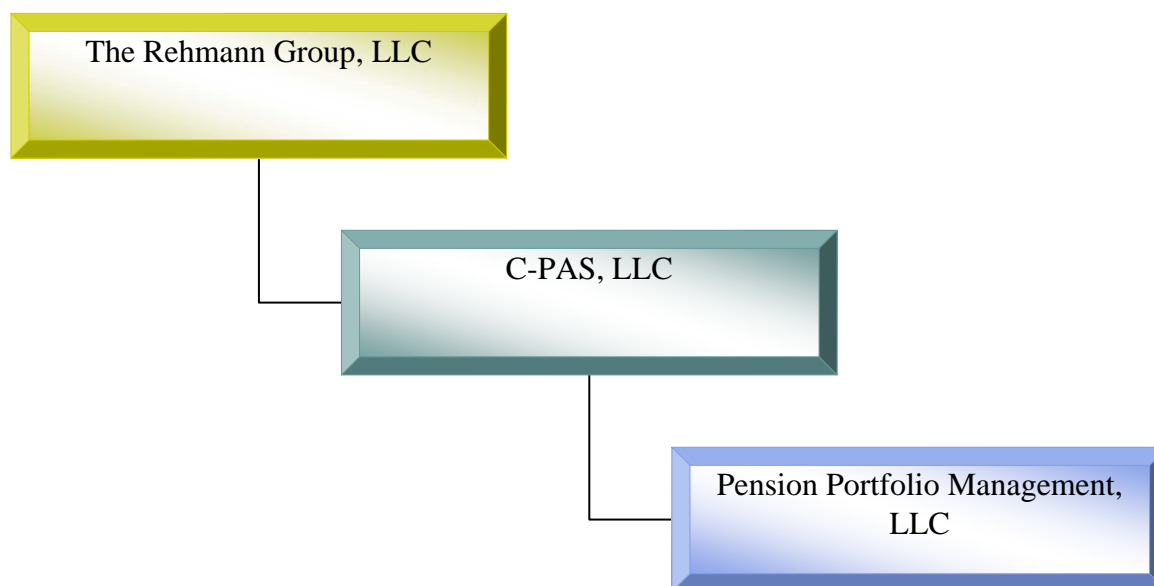 The Rehmann Group, LLC
C-PAS, LLC
Pension Portfolio Management,
LLC